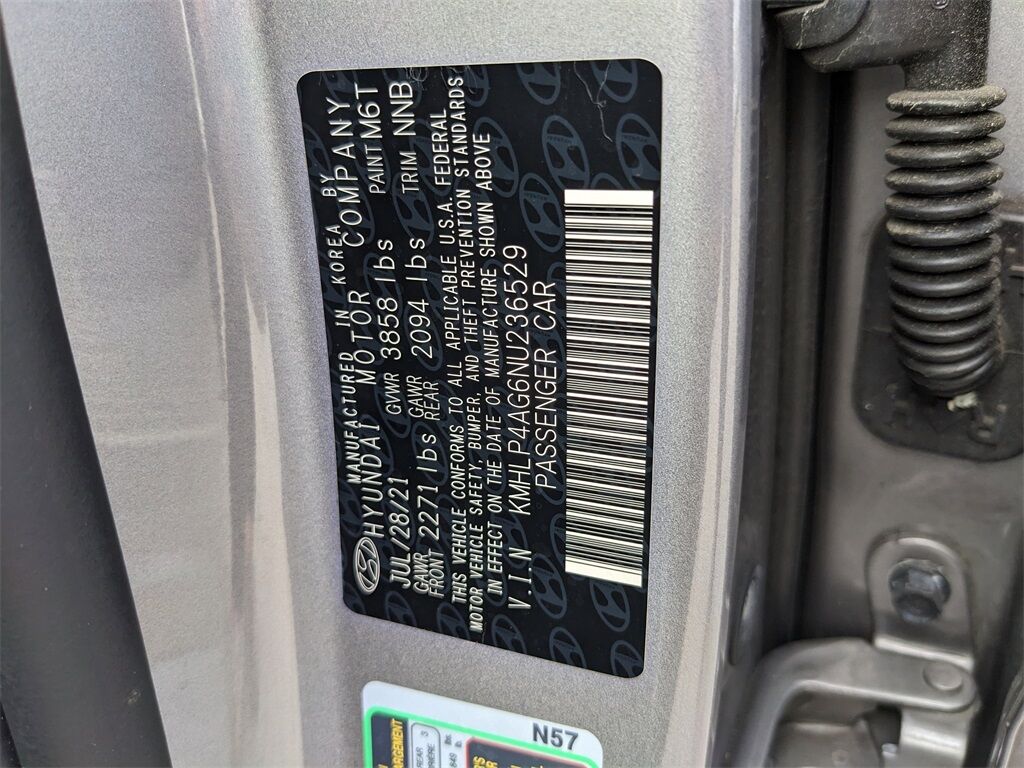 MANUFACTURED IN KOREA BY
HYUNDAI MOTOR COMPANY
JUL/28/21 GVWR 3858 lbs PAINT M6T
GAWR FRONT 2271 lbs GAWR REAR 2094 lbs TRIM NNB
THIS VEHICLE CONFORMS TO ALL APPLICABLE U.S.A. FEDERAL
MOTOR VEHICLE SAFETY, BUMPER, AND THEFT PREVENTION STANDARDS
IN EFFECT ON THE DATE OF MANUFACTURE SHOWN ABOVE
V.I.N KMHLP4AG6NU236529
PASSENGER CAR
N57
REAR 3